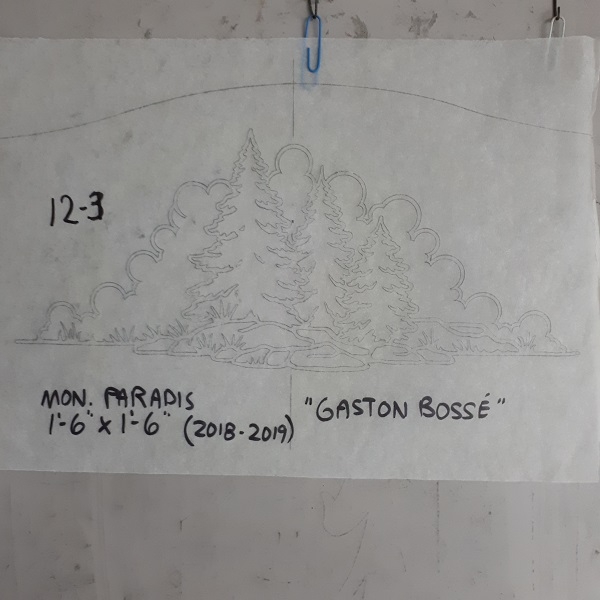 12-3
MON. PARADIS
1'-6" x 1'-6" (2018-2019)
"GASTON BOSSÉ"